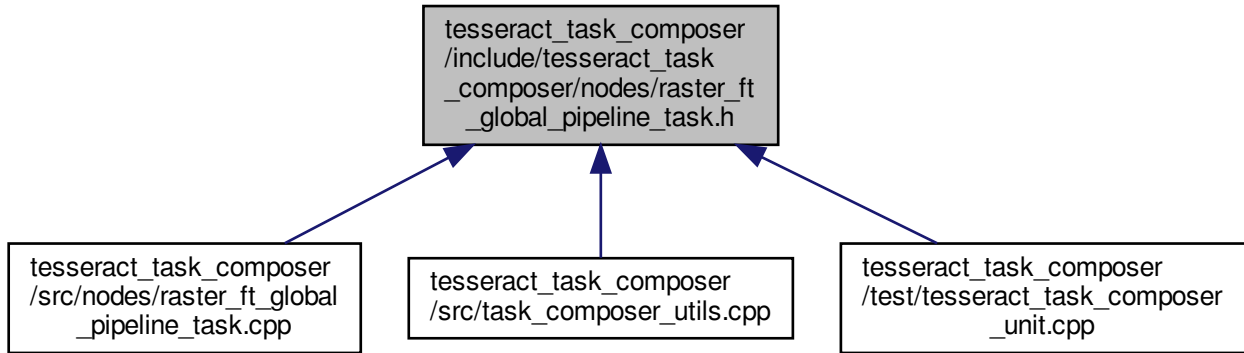 tesseract_task_composer
/include/tesseract_task
_composer/nodes/raster_ft
_global_pipeline_task.h
tesseract_task_composer
/src/nodes/raster_ft_global
_pipeline_task.cpp
tesseract_task_composer
/src/task_composer_utils.cpp
tesseract_task_composer
/test/tesseract_task_composer
_unit.cpp